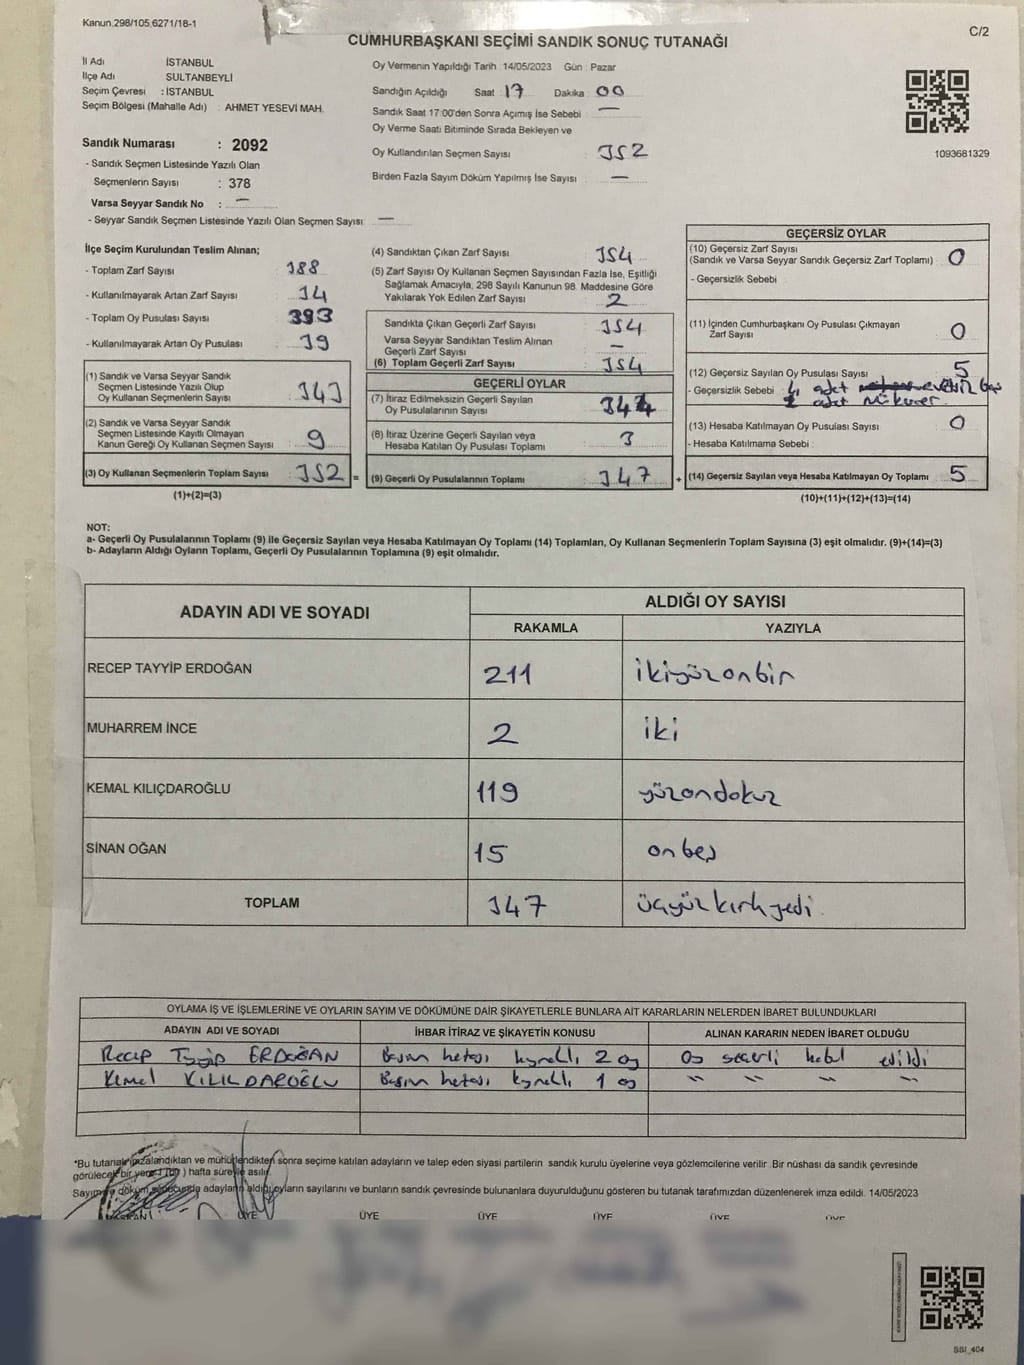 Kanun.298/105,6271/18-1
C/2
CUMHURBAŞKANI SEÇİMİ SANDIK SONUÇ TUTANAĞI
İl Adı İSTANBUL
İlçe Adı SULTANBEYLİ
Seçim Çevresi : İSTANBUL
Seçim Bölgesi (Mahalle Adı) : AHMET YESEVİ MAH.
Sandık Numarası : 2092
- Sandık Seçmen Listesinde Yazılı Olan
Seçmenlerin Sayısı : 378
Varsa Seyyar Sandık No : —
- Seyyar Sandık Seçmen Listesinde Yazılı Olan Seçmen Sayısı: —
Oy Vermenin Yapıldığı Tarih : 14/05/2023 Gün : Pazar
Sandığın Açıldığı Saat : 17 Dakika : 00
Sandık Saat 17:00'den Sonra Açımış İse Sebebi : —
Oy Verme Saati Bitiminde Sırada Bekleyen ve
Oy Kullandırılan Seçmen Sayısı : 352
Birden Fazla Sayım Döküm Yapılmış İse Sayısı : —
1093681329
İlçe Seçim Kurulundan Teslim Alınan;
- Toplam Zarf Sayısı : 388
- Kullanılmayarak Artan Zarf Sayısı : 34
- Toplam Oy Pusulası Sayısı : 393
- Kullanılmayarak Artan Oy Pusulası : 39
(1) Sandık ve Varsa Seyyar Sandık
Seçmen Listesinde Yazılı Olup
Oy Kullanan Seçmenlerin Sayısı : 343
(2) Sandık ve Varsa Seyyar Sandık
Seçmen Listesinde Kayıtlı Olmayan
Kanun Gereği Oy Kullanan Seçmen Sayısı : 9
(3) Oy Kullanan Seçmenlerin Toplam Sayısı : 352 =
(1)+(2)=(3)
(4) Sandıktan Çıkan Zarf Sayısı : 354
(5) Zarf Sayısı Oy Kullanan Seçmen Sayısından Fazla İse, Eşitliği
Sağlamak Amacıyla, 298 Sayılı Kanunun 98. Maddesine Göre
Yakılarak Yok Edilen Zarf Sayısı : 2
Sandıkta Çıkan Geçerli Zarf Sayısı : 354
Varsa Seyyar Sandıktan Teslim Alınan
Geçerli Zarf Sayısı : —
(6) Toplam Geçerli Zarf Sayısı : 354
GEÇERLİ OYLAR
(7) İtiraz Edilmeksizin Geçerli Sayılan
Oy Pusulalarının Sayısı : 344
(8) İtiraz Üzerine Geçerli Sayılan veya
Hesaba Katılan Oy Pusulası Toplamı : 3
(9) Geçerli Oy Pusulalarının Toplamı : 347 +
GEÇERSİZ OYLAR
(10) Geçersiz Zarf Sayısı
(Sandık ve Varsa Seyyar Sandık Geçersiz Zarf Toplamı) : 0
- Geçersizlik Sebebi :
(11) İçinden Cumhurbaşkanı Oy Pusulası Çıkmayan
Zarf Sayısı : 0
(12) Geçersiz Sayılan Oy Pusulası Sayısı : 5
- Geçersizlik Sebebi : 4 adet
adet mükerrer
(13) Hesaba Katılmayan Oy Pusulası Sayısı : 0
- Hesaba Katılmama Sebebi :
(14) Geçersiz Sayılan veya Hesaba Katılmayan Oy Toplamı : 5
(10)+(11)+(12)+(13)=(14)
NOT:
a- Geçerli Oy Pusulalarının Toplamı (9) ile Geçersiz Sayılan veya Hesaba Katılmayan Oy Toplamı (14) Toplamları, Oy Kullanan Seçmenlerin Toplam Sayısına (3) eşit olmalıdır. (9)+(14)=(3)
b- Adayların Aldığı Oyların Toplamı, Geçerli Oy Pusulalarının Toplamına (9) eşit olmalıdır.
ADAYIN ADI VE SOYADI ALDIĞI OY SAYISI
RAKAMLA YAZIYLA
RECEP TAYYİP ERDOĞAN 211 ikiyüzonbir
MUHARREM İNCE 2 iki
KEMAL KILIÇDAROĞLU 119 yüzondokuz
SİNAN OĞAN 15 onbeş
TOPLAM 347 üçyüzkırkyedi.
OYLAMA İŞ VE İŞLEMLERİNE VE OYLARIN SAYIM VE DÖKÜMÜNE DAİR ŞİKAYETLERLE BUNLARA AİT KARARLARIN NELERDEN İBARET BULUNDUKLARI
ADAYIN ADI VE SOYADI İHBAR İTİRAZ VE ŞİKAYETİN KONUSU ALINAN KARARIN NEDEN İBARET OLDUĞU
Recep Tayyip ERDOĞAN Basım hatası kaynaklı 2 oy Oy geçerli kabul edildi
Kemal KILILDAROĞLU Basım hatası kaynaklı 1 oy " " " "
*Bu tutanak imzalandıktan ve mühürlendikten sonra seçime katılan adayların ve talep eden siyasi partilerin sandık kurulu üyelerine veya gözlemcilerine verilir .Bir nüshası da sandık çevresinde
görülecek bir yere 1 (bir) hafta süreyle asılır.
Sayım ve döküm sonucunda adayların aldığı oyların sayılarını ve bunların sandık çevresinde bulunanlara duyurulduğunu gösteren bu tutanak tarafımızdan düzenlenerek imza edildi. 14/05/2023
BAŞKAN ÜYE ÜYE ÜYE ÜYE ÜYE ÜYE
SSI_404